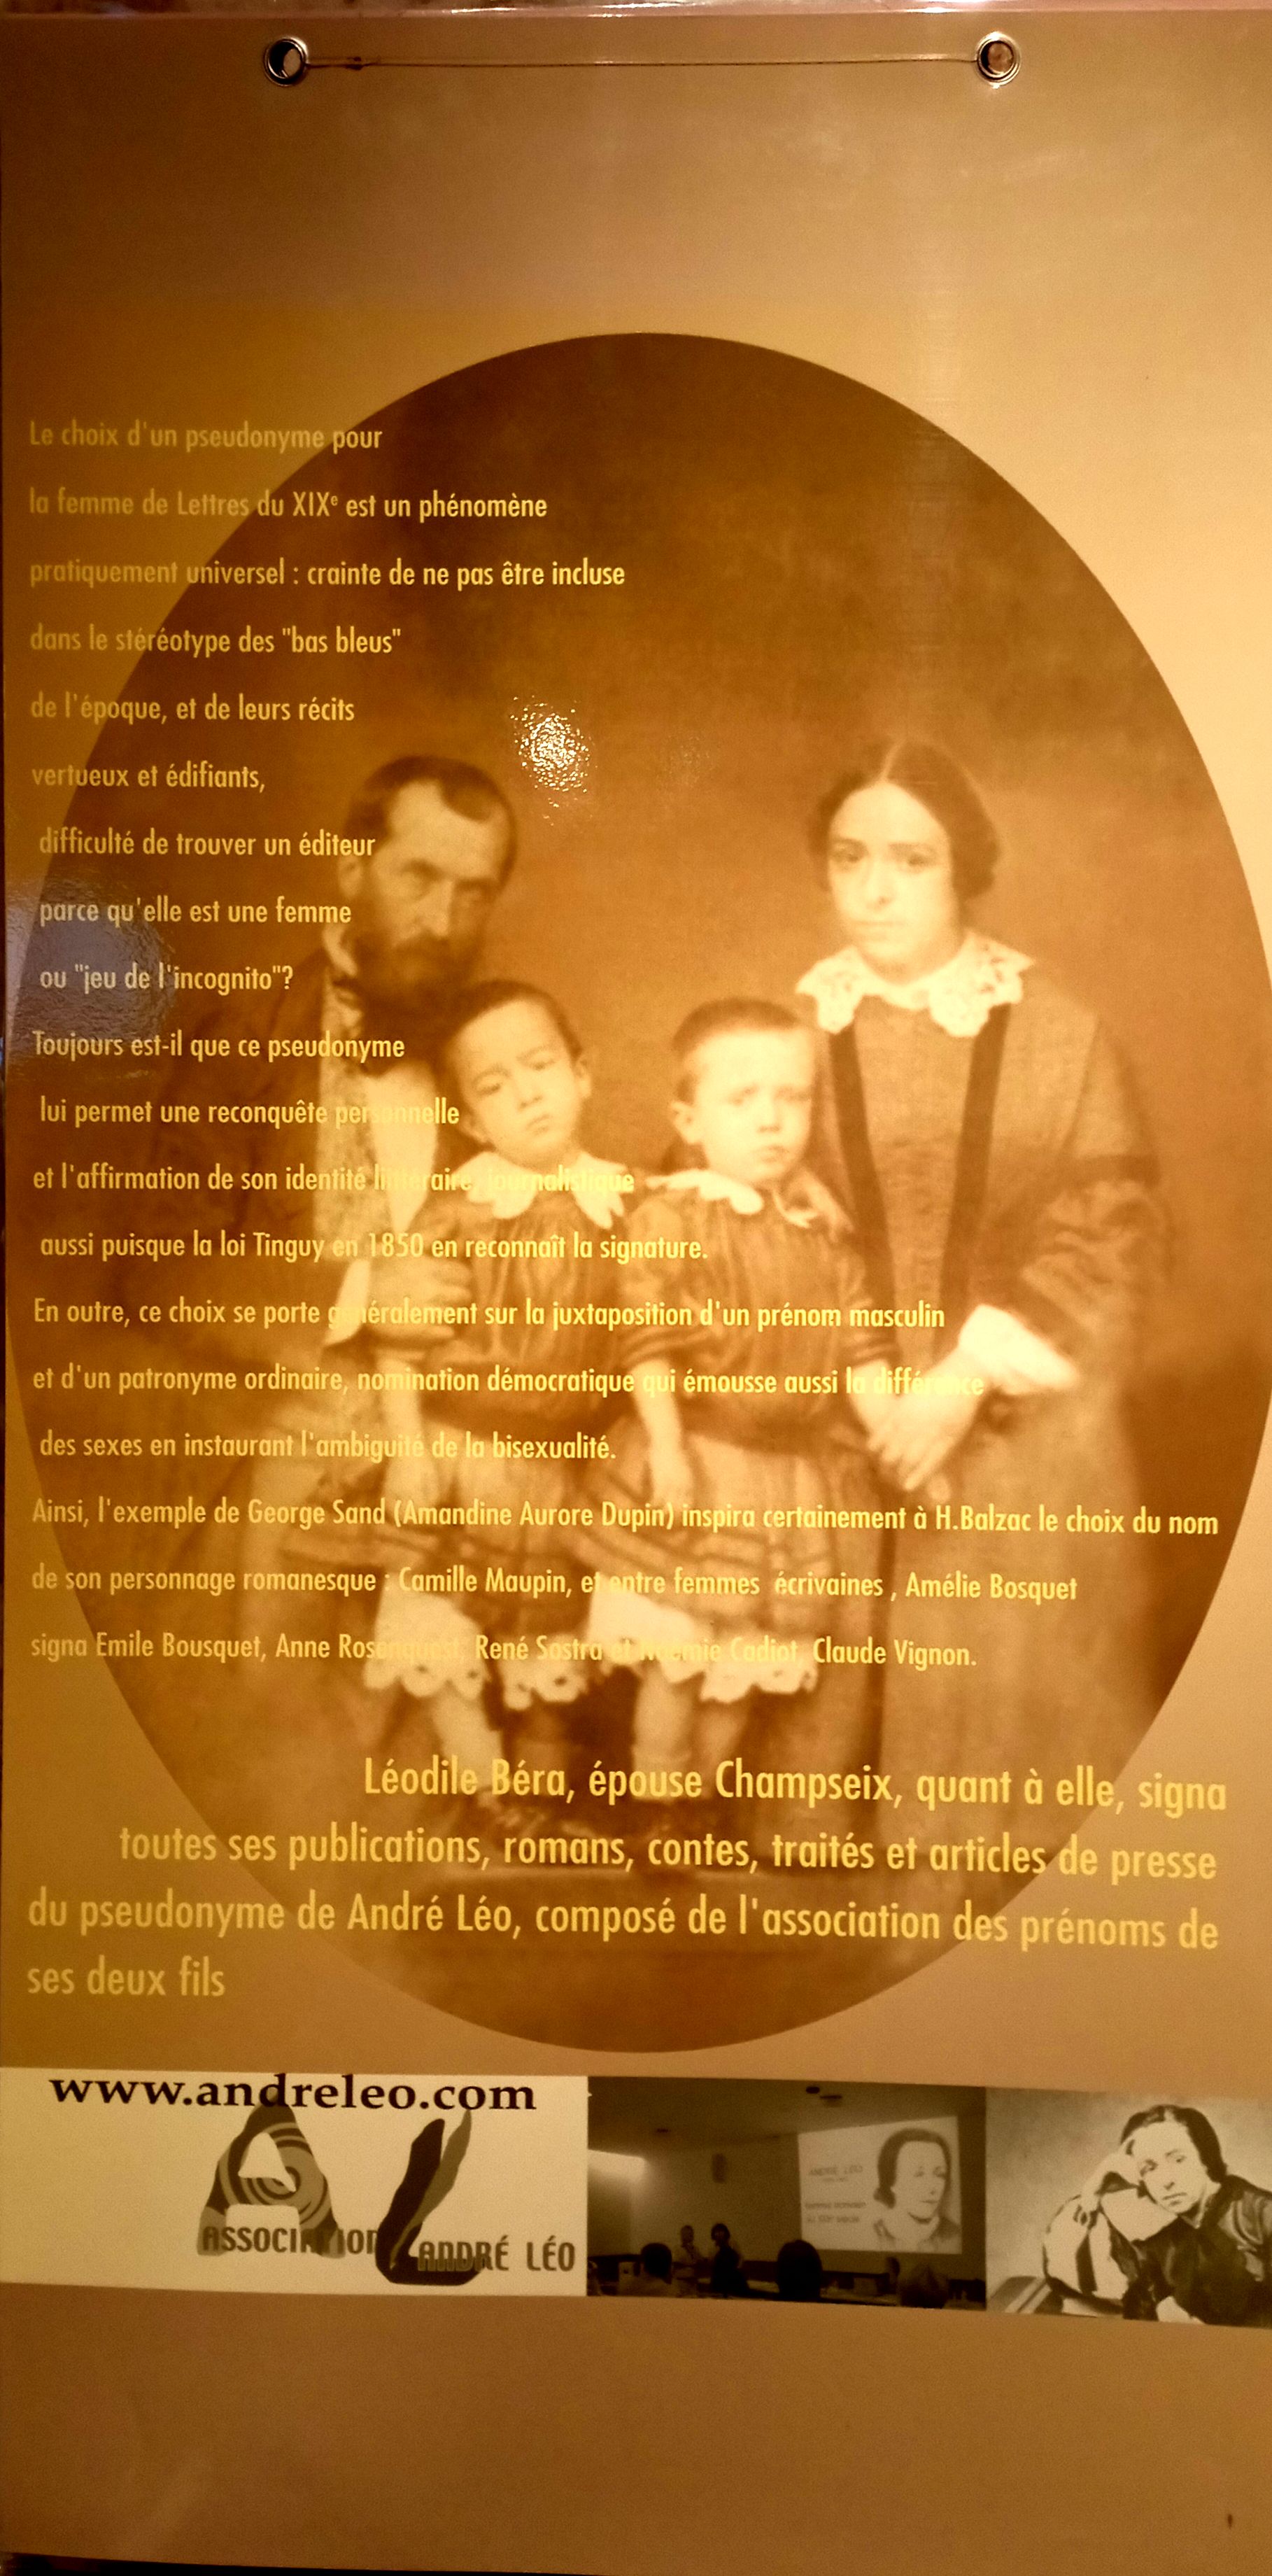 Le choix d'un pseudonyme pour
la femme de Lettres du XIXe est un phénomène
pratiquement universel : crainte de ne pas être incluse
dans le stéréotype des "bas bleus"
de l'époque, et de leurs récits
vertueux et édifiants,
difficulté de trouver un éditeur
parce qu'elle est une femme
ou "jeu de l'incognito"?
Toujours est-il que ce pseudonyme
lui permet une reconquête personnelle
et l'affirmation de son identité littéraire, journalistique
aussi puisque la loi Tinguy en 1850 en reconnaît la signature.
En outre, ce choix se porte généralement sur la juxtaposition d'un prénom masculin
et d'un patronyme ordinaire, nomination démocratique qui émousse aussi la différence
des sexes en instaurant l'ambiguité de la bisexualité.
Ainsi, l'exemple de George Sand (Amandine Aurore Dupin) inspira certainement à H.Balzac le choix du nom
de son personnage romanesque : Camille Maupin, et entre femmes écrivaines , Amélie Bosquet
signa Emile Bousquet, Anne René Sostra et Noémie Cadiot, Claude Vignon.
Léodile Béra, épouse Champseix, quant à elle, signa
toutes ses publications, romans, contes, traités et articles de presse
du pseudonyme de André Léo, composé de l'association des prénoms de
ses deux fils
www.andreleo.com
ASSOCIATION ANDRÉ LÉO
ANDRÉ LÉO